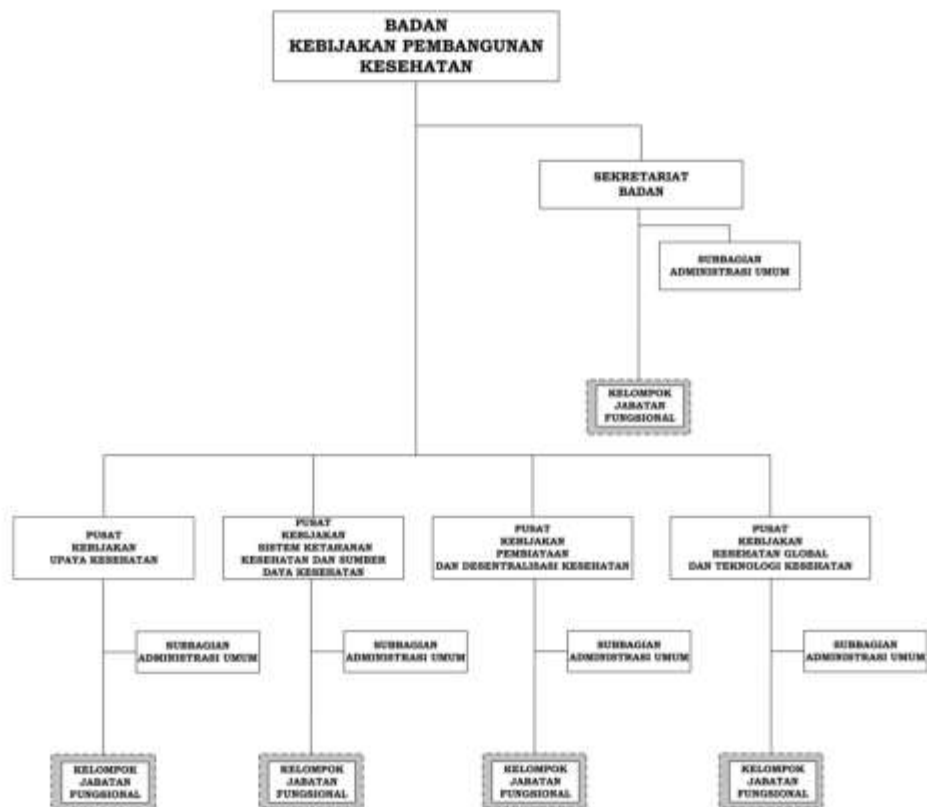 BADAN
KEBIJAKAN PEMBANGUNAN
KESEHATAN
SEKRETARIAT
BADAN
SUBBAGIAN
ADMINISTRASI UMUM
KELOMPOK
JABATAN
FUNGSIONAL
PUSAT
KEBIJAKAN
UPAYA KESEHATAN
PUSAT
KEBIJAKAN
SISTEM KETAHANAN
KESEHATAN DAN SUMBER
DAYA KESEHATAN
PUSAT
KEBIJAKAN
PEMBIAYAAN
DAN DESENTRALISASI KESEHATAN
PUSAT
KEBIJAKAN
KESEHATAN GLOBAL
DAN TEKNOLOGI KESEHATAN
SUBBAGIAN
ADMINISTRASI UMUM
SUBBAGIAN
ADMINISTRASI UMUM
SUBBAGIAN
ADMINISTRASI UMUM
SUBBAGIAN
ADMINISTRASI UMUM
KELOMPOK
JABATAN
FUNGSIONAL
KELOMPOK
JABATAN
FUNGSIONAL
KELOMPOK
JABATAN
FUNGSIONAL
KELOMPOK
JABATAN
FUNGSIONAL